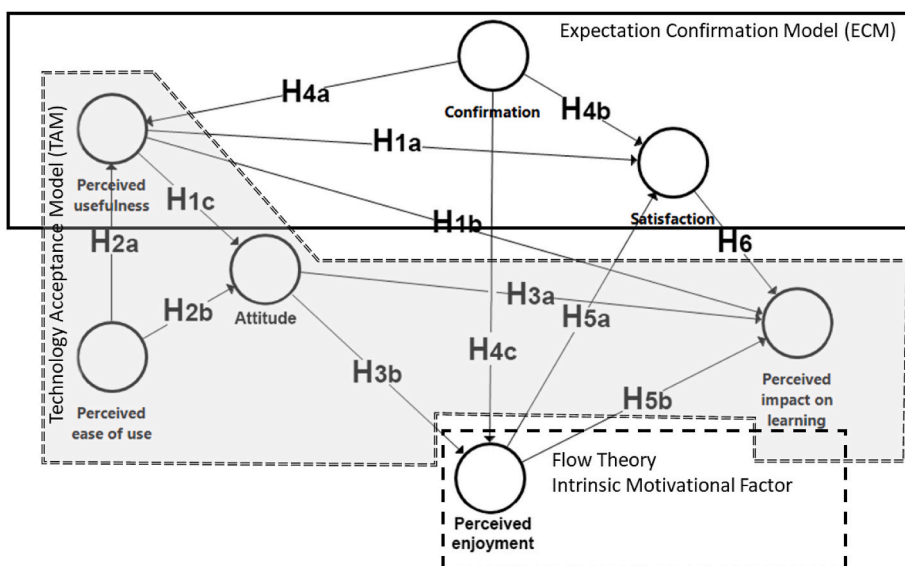 Expectation Confirmation Model (ECM)
H4a
Confirmation
H4b
H1a
Technology Acceptance Model (TAM)
Perceived
usefulness
H1c
Satisfaction
H1b
H2a
H6
H3a
H2b
Attitude
H5a
H4c
H3b
Perceived
impact on
learning
H5b
Perceived
ease of use
Flow Theory
Intrinsic Motivational Factor
Perceived
enjoyment